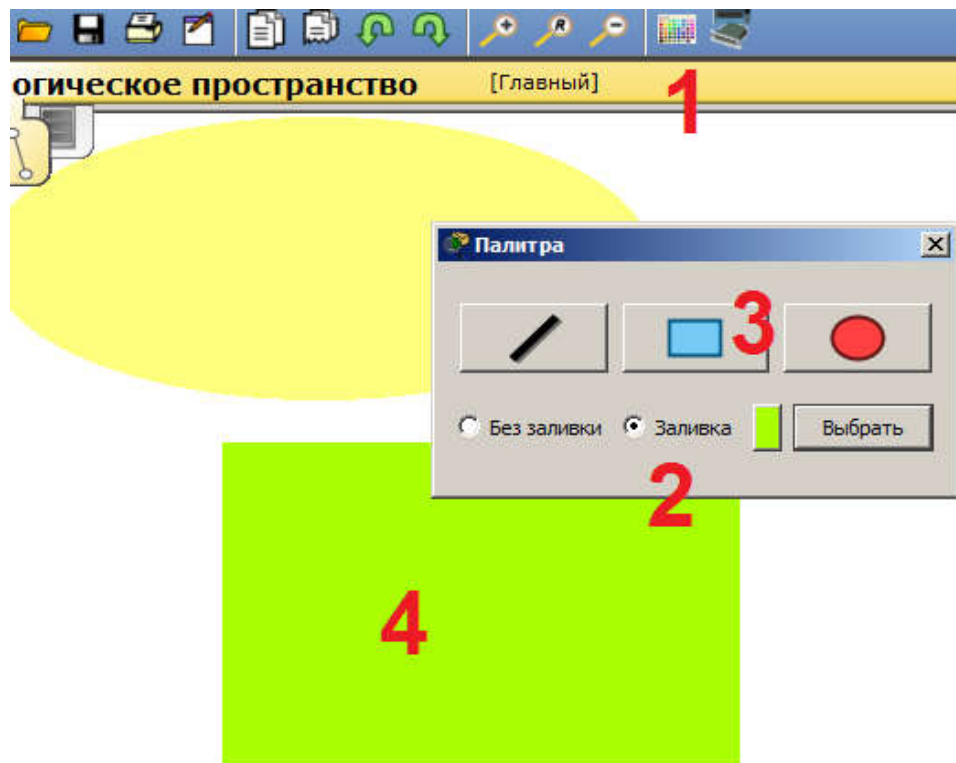 R
огическое пространство [Главный]
1
Палитра
3
Без заливки Заливка Выбрать
2
4